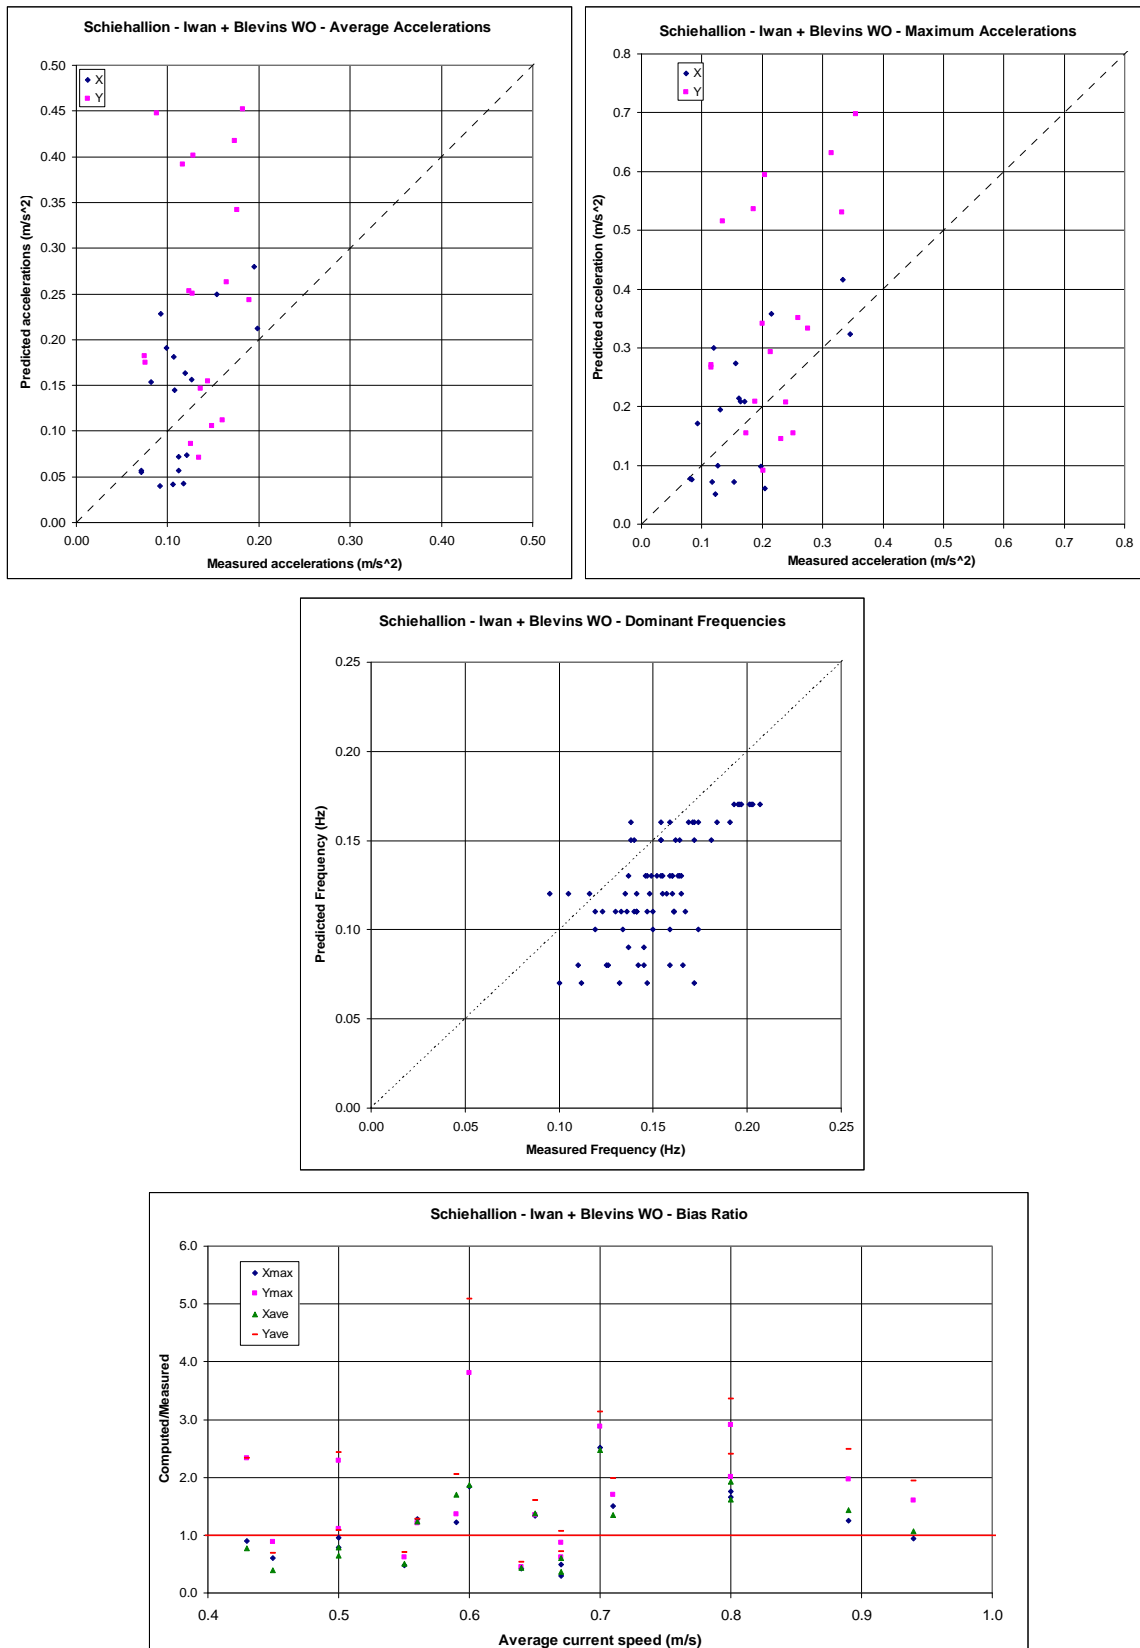 Schiehallion - Iwan + Blevins WO - Average Accelerations
0.50
0.45
0.40
0.35
0.30
0.25
0.20
0.15
0.10
0.05
0.00
Predicted accelerations (m/s^2)
X
Y
0.00 0.10 0.20 0.30 0.40 0.50
Measured accelerations (m/s^2)
Schiehallion - Iwan + Blevins WO - Maximum Accelerations
0.8
0.7
0.6
0.5
0.4
0.3
0.2
0.1
0.0
Predicted acceleration (m/s^2)
X
Y
0.0 0.1 0.2 0.3 0.4 0.5 0.6 0.7 0.8
Measured acceleration (m/s^2)
Schiehallion - Iwan + Blevins WO - Dominant Frequencies
0.25
0.20
0.15
0.10
0.05
0.00
Predicted Frequency (Hz)
0.00 0.05 0.10 0.15 0.20 0.25
Measured Frequency (Hz)
Schiehallion - Iwan + Blevins WO - Bias Ratio
6.0
5.0
4.0
3.0
2.0
1.0
0.0
Computed/Measured
Xmax
Ymax
Xave
Yave
0.4 0.5 0.6 0.7 0.8 0.9 1.0
Average current speed (m/s)